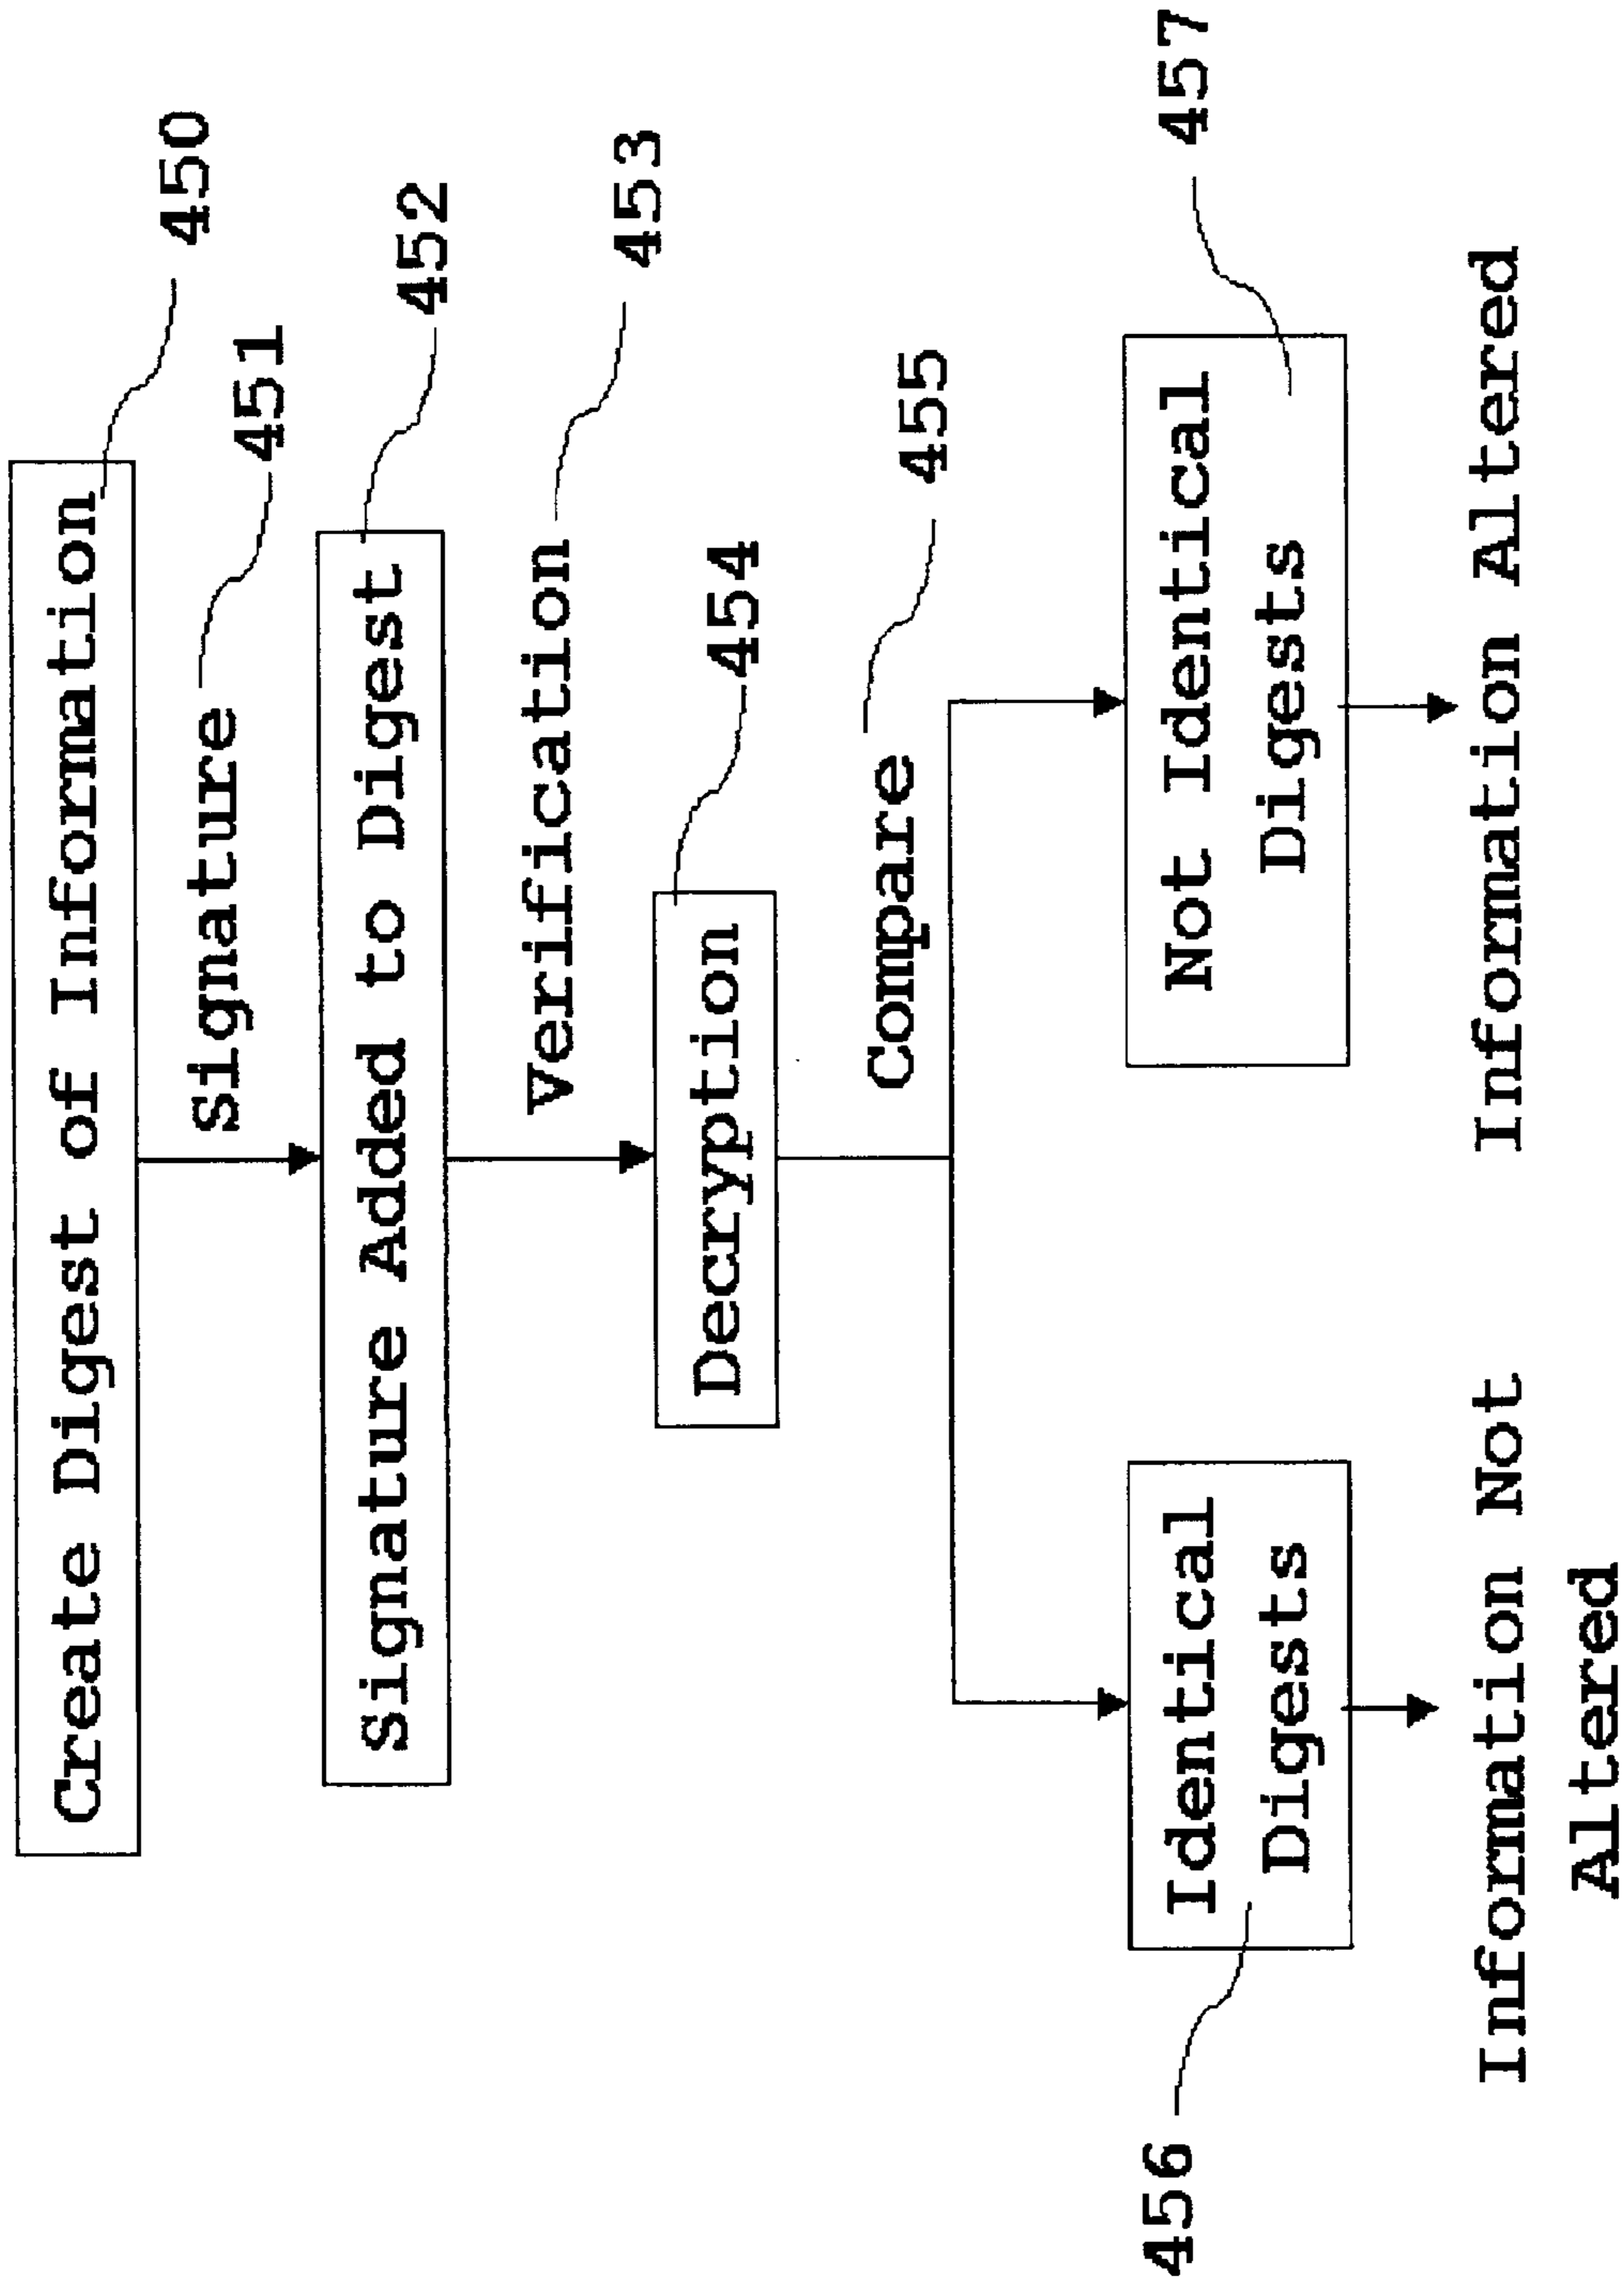 Create Digest of Information
450
Signature
451
Signature Added to Digest
452
Verification
453
Decryption
454
Compare
455
Identical
Digests
456
Not Identical
Digests
457
Information Not
Altered
Information Altered